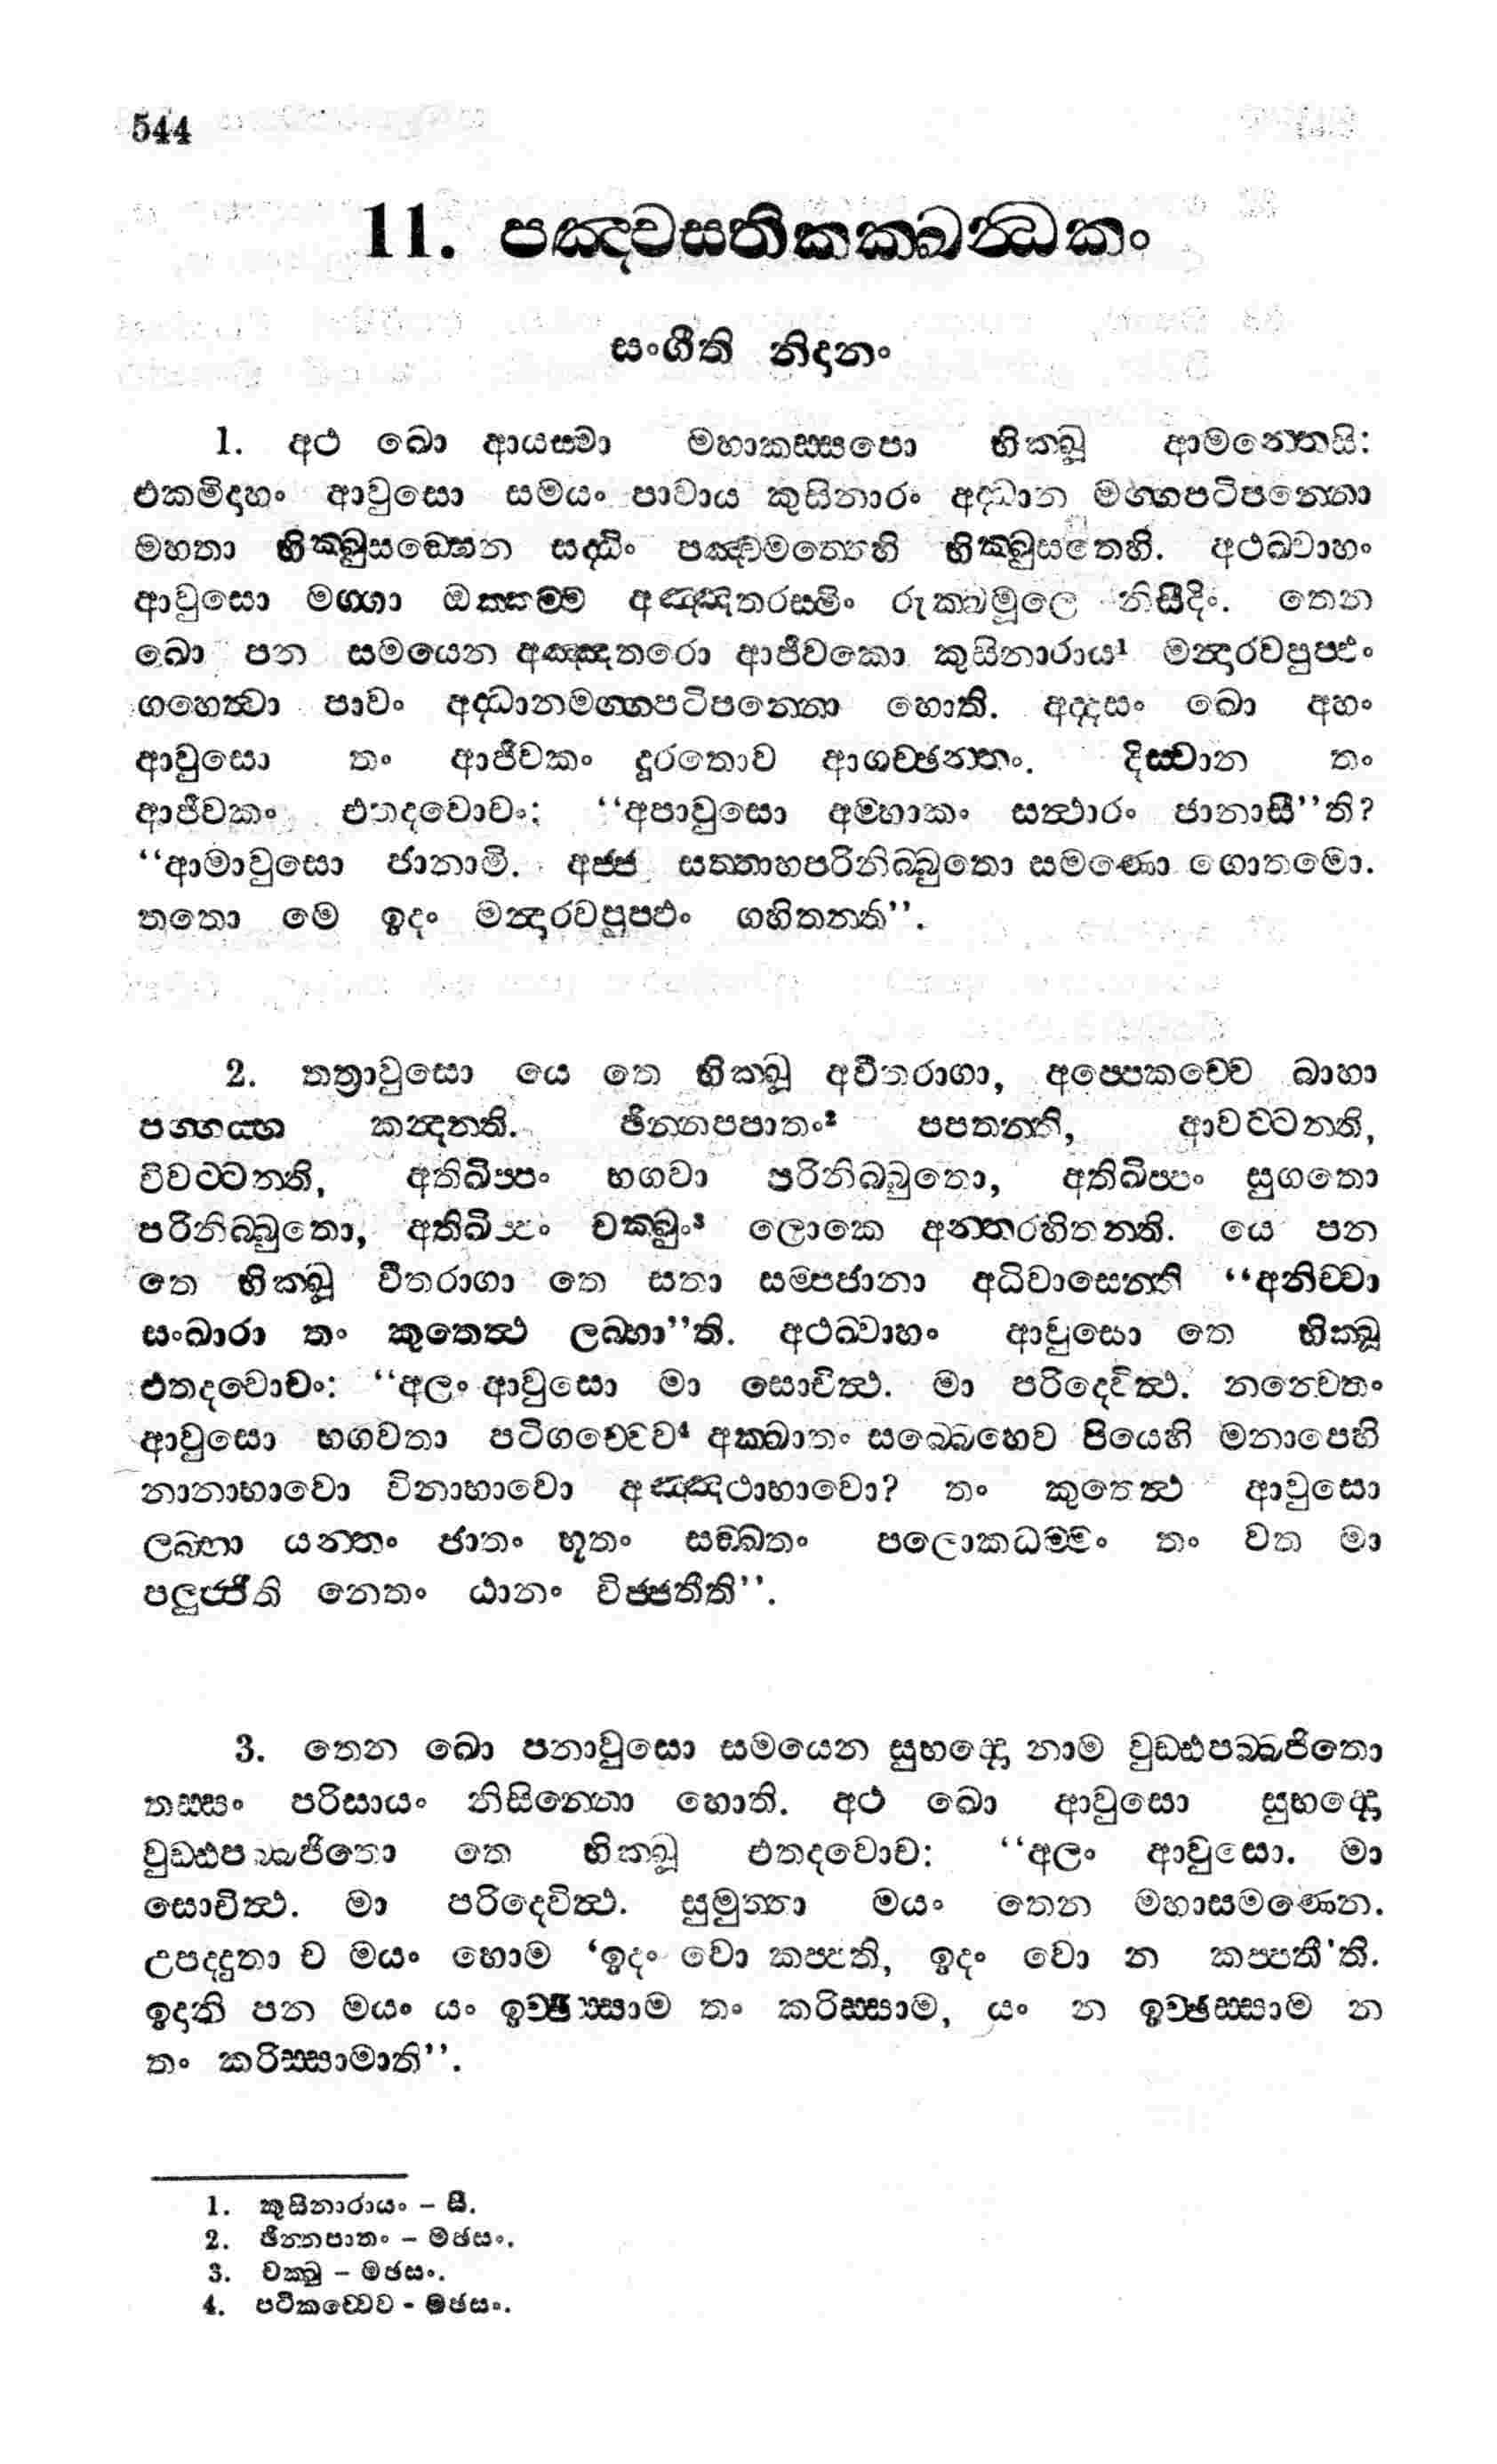 544
11. පඤ්චසතිකක්ඛන්ධකං
සංගීති නිදානං
1. අථ ඛො ආයස්මා මහාකස්සපො භික්ඛූ ආමන්තෙසි:
එකමිදාහං ආවුසො සමයං පාවාය කුසිනාරං අද්ධාන මග්ගපටිපන්නො
මහතා භික්ඛුසඞ්ඝෙන සද්ධිං පඤ්චමත්තෙහි භික්ඛුසතෙහි. අථඛ්වාහං
ආවුසො මග්ගා ඔක්කම්ම අඤ්ඤතරස්මිං රුක්ඛමූලෙ නිසීදිං. තෙන
ඛො පන සමයෙන අඤ්ඤතරො ආජීවකො කුසිනාරාය¹ මන්දාරවපුප්ඵං
ගහෙත්වා පාවං අද්ධානමග්ගපටිපන්නො හොති. අද්දසං ඛො අහං
ආවුසො තං ආජීවකං දූරතොව ආගච්ඡන්තං. දිස්වාන තං
ආජීවකං එතදවොචං: “අපාවුසො අම්හාකං සත්ථාරං ජානාසී”ති?
“ආමාවුසො ජානාමි. අජ්ජ සත්තාහපරිනිබ්බුතො සමණො ගොතමො.
තතො මෙ ඉදං මන්දාරවපුප්ඵං ගහිතන්ති”.
2. තත්‍රාවුසො යෙ තෙ භික්ඛූ අවීතරාගා, අප්පෙකච්චෙ බාහා
පග්ගය්හ කන්දන්ති. ඡින්නපපාතං² පපතන්ති, ආවට්ටන්ති,
විවට්ටන්ති, අතිඛිප්පං භගවා පරිනිබ්බුතො, අතිඛිප්පං සුගතො
පරිනිබ්බුතො, අතිඛිප්පං චක්ඛුං³ ලොකෙ අන්තරහිතන්ති. යෙ පන
තෙ භික්ඛූ වීතරාගා තෙ සතා සම්පජානා අධිවාසෙන්ති “අනිච්චා
සංඛාරා තං කුතෙත්ථ ලබ්භා”ති. අථඛ්වාහං ආවුසො තෙ භික්ඛූ
එතදවොචං: “අලං ආවුසො මා සොචිත්ථ. මා පරිදෙවිත්ථ. නන්වෙතං
ආවුසො භගවතා පටිගච්චෙව⁴ අක්ඛාතං සබ්බෙහෙව පියෙහි මනාපෙහි
නානාභාවො විනාභාවො අඤ්ඤථාභාවො? තං කුතෙත්ථ ආවුසො
ලබ්භා යන්තං ජාතං භූතං සඞ්ඛතං පලොකධම්මං තං වත මා
පලුජ්ජීති නෙතං ඨානං විජ්ජතීති”.
3. තෙන ඛො පනාවුසො සමයෙන සුභද්දො නාම වුඩ්ඪපබ්බජිතො
තස්සං පරිසායං නිසින්නො හොති. අථ ඛො ආවුසො සුභද්දො
වුඩ්ඪපබ්බජිතො තෙ භික්ඛූ එතදවොච: “අලං ආවුසො. මා
සොචිත්ථ. මා පරිදෙවිත්ථ. සුමුත්තා මයං තෙන මහාසමණෙන.
උපද්දුතා ච මයං හොම ‘ඉදං වො කප්පති, ඉදං වො න කප්පතී’ති.
ඉදානි පන මයං යං ඉච්ඡිස්සාම තං කරිස්සාම, යං න ඉච්ඡස්සාම න
තං කරිස්සාමාති”.
1. කුසිනාරායං – සී.
2. ඡින්නපාතං – මඡසං.
3. චක්ඛු – මඡසං.
4. පටිකච්චෙව - මඡසං.